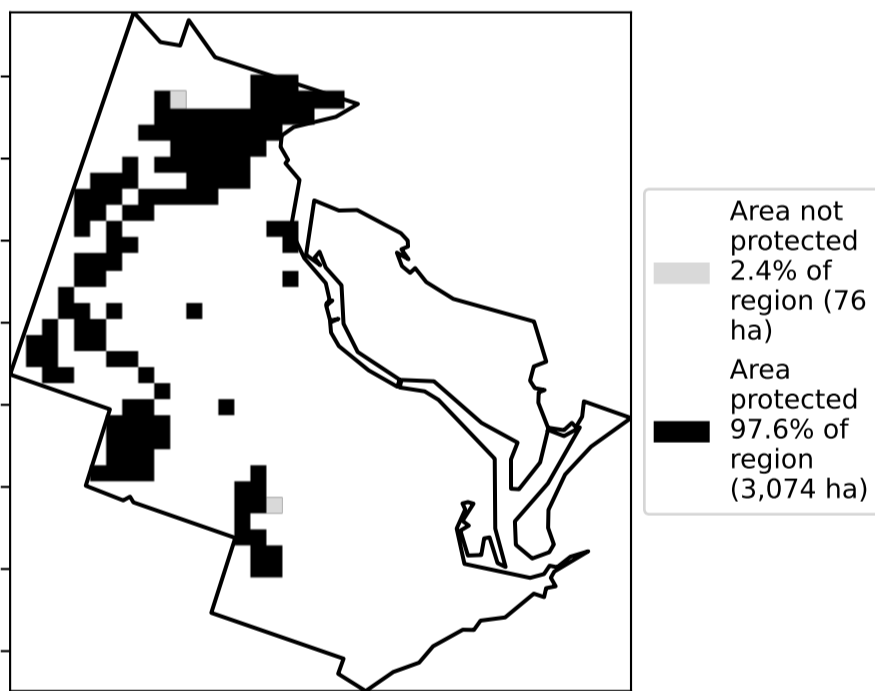 Area not
protected
2.4% of
region (76
ha)
Area
protected
97.6% of
region
(3,074 ha)